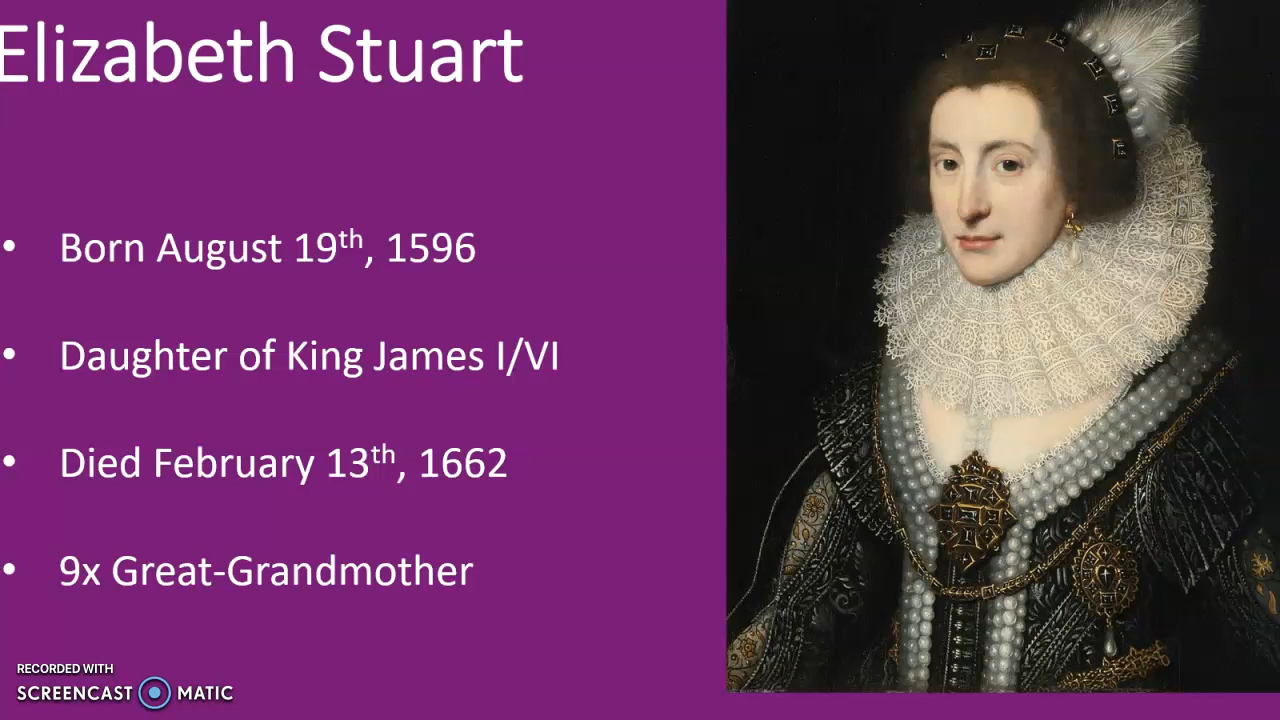 Elizabeth Stuart
• Born August 19th, 1596
• Daughter of King James I/VI
• Died February 13th, 1662
• 9x Great-Grandmother
RECORDED WITH
SCREENCAST MATIC